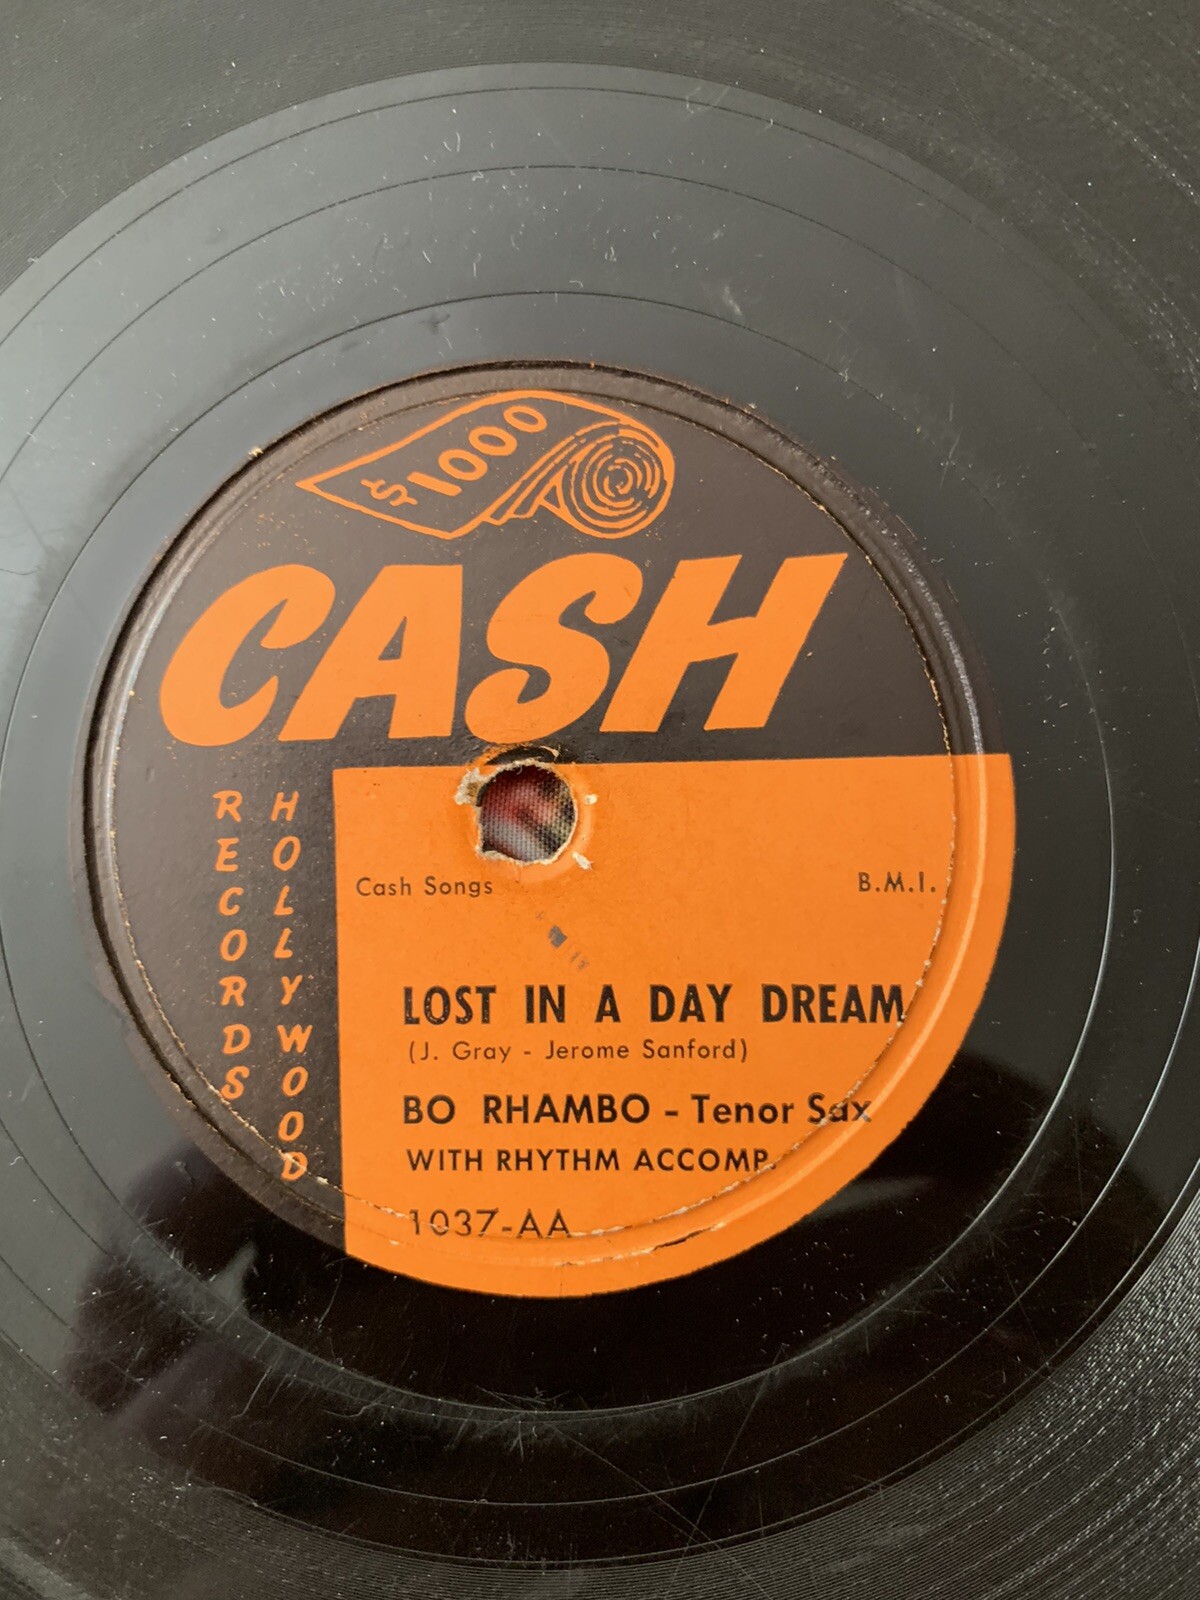 $1000
CASH
RECORDS
HOLLYWOOD
Cash Songs B.M.I.
LOST IN A DAY DREAM
(J. Gray - Jerome Sanford)
BO RHAMBO - Tenor Sax
WITH RHYTHM ACCOMP.
1037-AA